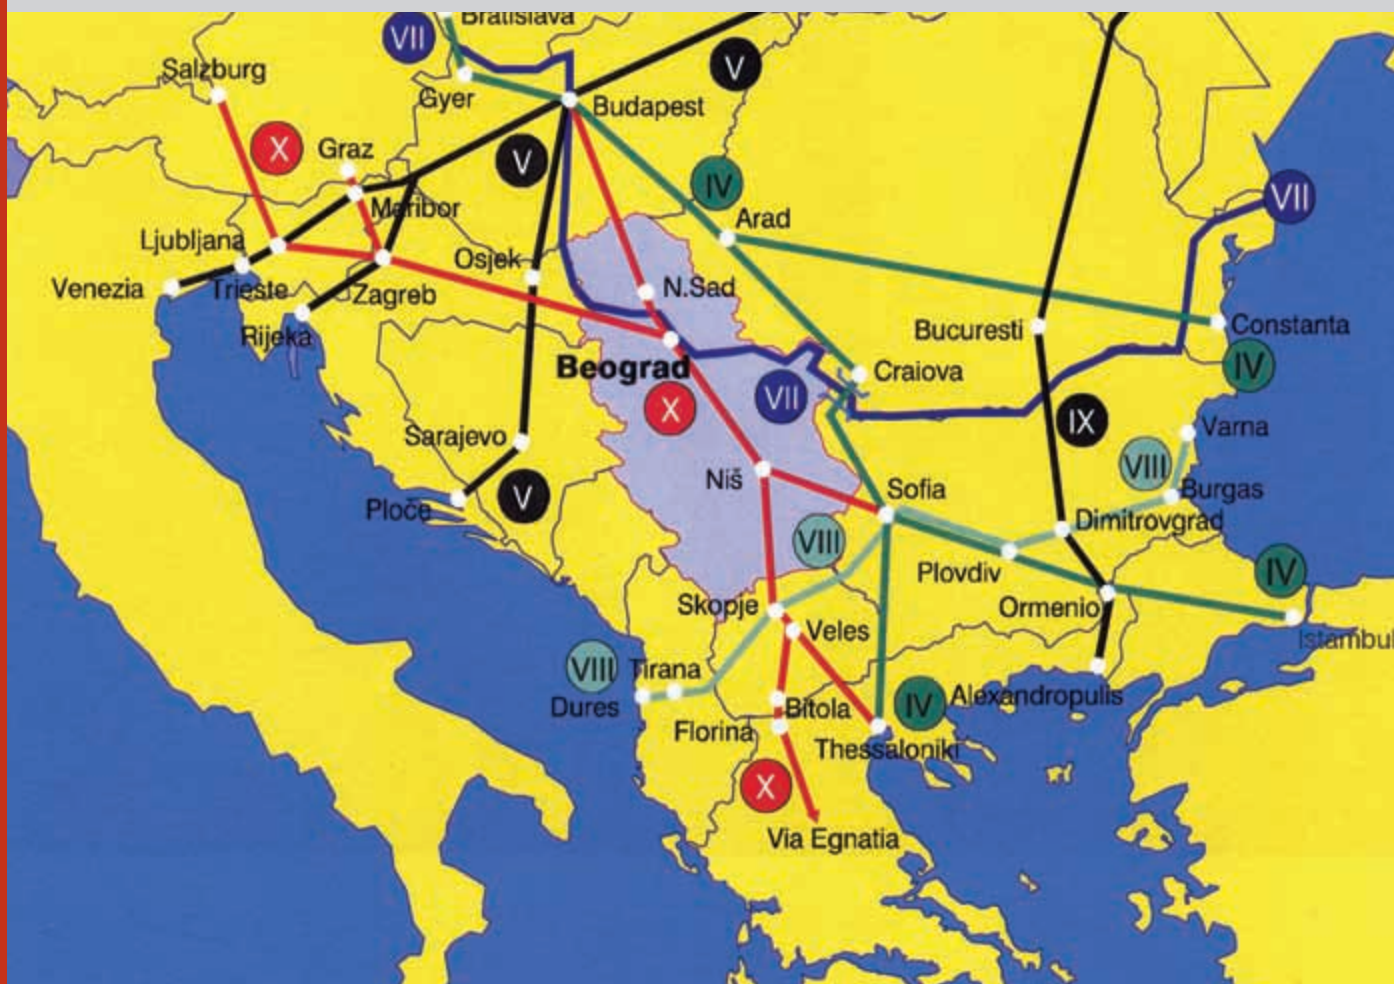 Bratislava
VII
V
Salzburg
Gyer
Budapest
X
Graz
V
IV
VII
Maribor
Arad
Ljubljana
Osjek
Venezia
Trieste
Zagreb
N.Sad
Rijeka
Bucuresti
Constanta
Beograd
Craiova
IV
X
VII
IX
Varna
Sarajevo
VIII
Niš
Sofia
Burgas
Ploče
V
Dimitrovgrad
VIII
Plovdiv
IV
Skopje
Ormenio
Veles
Istambul
VIII
Tirana
Dures
Bitola
IV
Alexandropulis
Florina
Thessaloniki
X
Via Egnatia